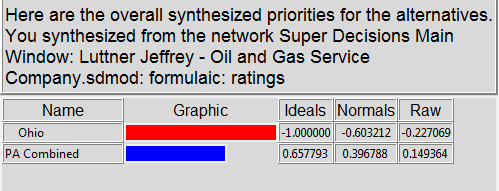 Here are the overall synthesized priorities for the alternatives.
You synthesized from the network Super Decisions Main
Window: Luttner Jeffrey - Oil and Gas Service
Company.sdmod: formulaic: ratings
Name Graphic Ideals Normals Raw
Ohio -1.000000 -0.603212 -0.227069
PA Combined 0.657793 0.396788 0.149364